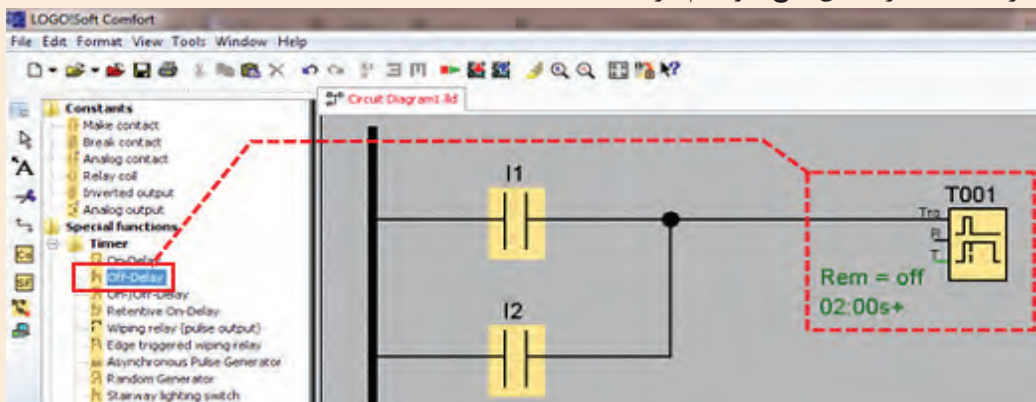 LOGO!Soft Comfort
File Edit Format View Tools Window Help
Circuit Diagram1.lld
Constants
Make contact
Break contact
Analog contact
Relay coil
Inverted output
Analog output
Special functions
Timer
On-Delay
Off-Delay
On-/Off-Delay
Retentive On-Delay
Wiping relay (pulse output)
Edge triggered wiping relay
Asynchronous Pulse Generator
Random Generator
Stairway lighting switch
I1
I2
T001
Trg
R
T
Rem = off
02:00s+